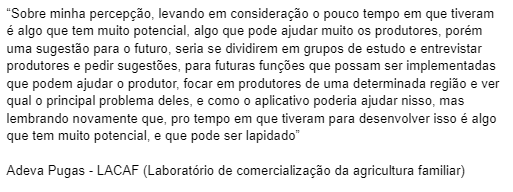 “Sobre minha percepção, levando em consideração o pouco tempo em que tiveram
é algo que tem muito potencial, algo que pode ajudar muito os produtores, porém
uma sugestão para o futuro, seria se dividirem em grupos de estudo e entrevistar
produtores e pedir sugestões, para futuras funções que possam ser implementadas
que podem ajudar o produtor, focar em produtores de uma determinada região e ver
qual o principal problema deles, e como o aplicativo poderia ajudar nisso, mas
lembrando novamente que, pro tempo em que tiveram para desenvolver isso é algo
que tem muito potencial, e que pode ser lapidado”
Adeva Pugas - LACAF (Laboratório de comercialização da agricultura familiar)